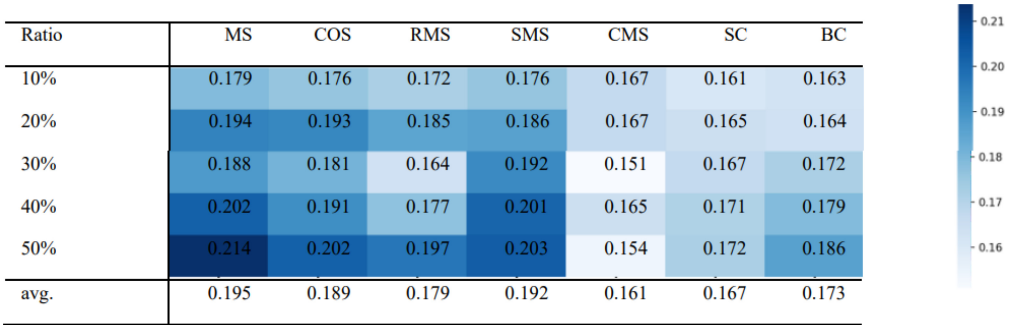 Ratio MS COS RMS SMS CMS SC BC
10% 0.179 0.176 0.172 0.176 0.167 0.161 0.163
20% 0.194 0.193 0.185 0.186 0.167 0.165 0.164
30% 0.188 0.181 0.164 0.192 0.151 0.167 0.172
40% 0.202 0.191 0.177 0.201 0.165 0.171 0.179
50% 0.214 0.202 0.197 0.203 0.154 0.172 0.186
avg. 0.195 0.189 0.179 0.192 0.161 0.167 0.173
0.21
0.20
0.19
0.18
0.17
0.16